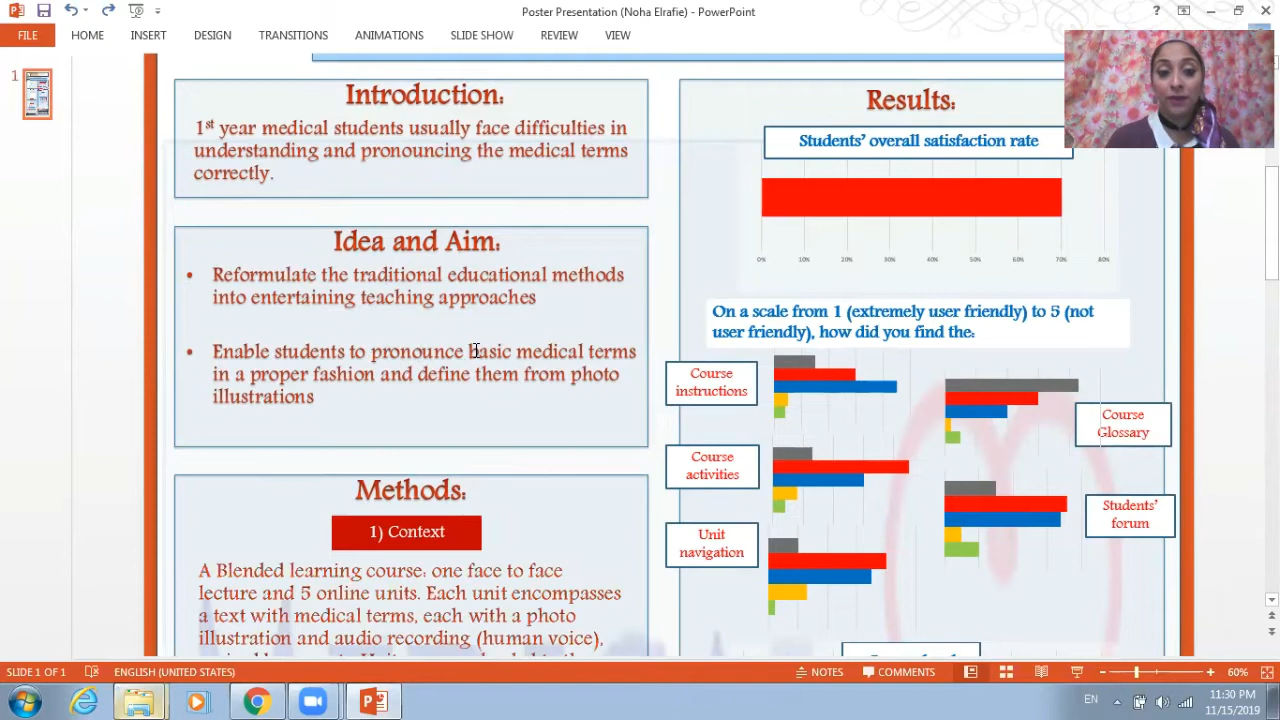 Poster Presentation (Noha Elrafie) - PowerPoint
FILE HOME INSERT DESIGN TRANSITIONS ANIMATIONS SLIDE SHOW REVIEW VIEW
1
Introduction:
1st year medical students usually face difficulties in
understanding and pronouncing the medical terms
correctly.
Idea and Aim:
• Reformulate the traditional educational methods
into entertaining teaching approaches
• Enable students to pronounce basic medical terms
in a proper fashion and define them from photo
illustrations
Methods:
1) Context
A Blended learning course: one face to face
lecture and 5 online units. Each unit encompasses
a text with medical terms, each with a photo
illustration and audio recording (human voice).
Results:
Students' overall satisfaction rate
0% 10% 20% 30% 40% 50% 60% 70% 80%
On a scale from 1 (extremely user friendly) to 5 (not
user friendly), how did you find the:
Course
instructions
Course
activities
Unit
navigation
Course
Glossary
Students'
forum
SLIDE 1 OF 1 ENGLISH (UNITED STATES) NOTES COMMENTS 60%
EN 11:30 PM
11/15/2019